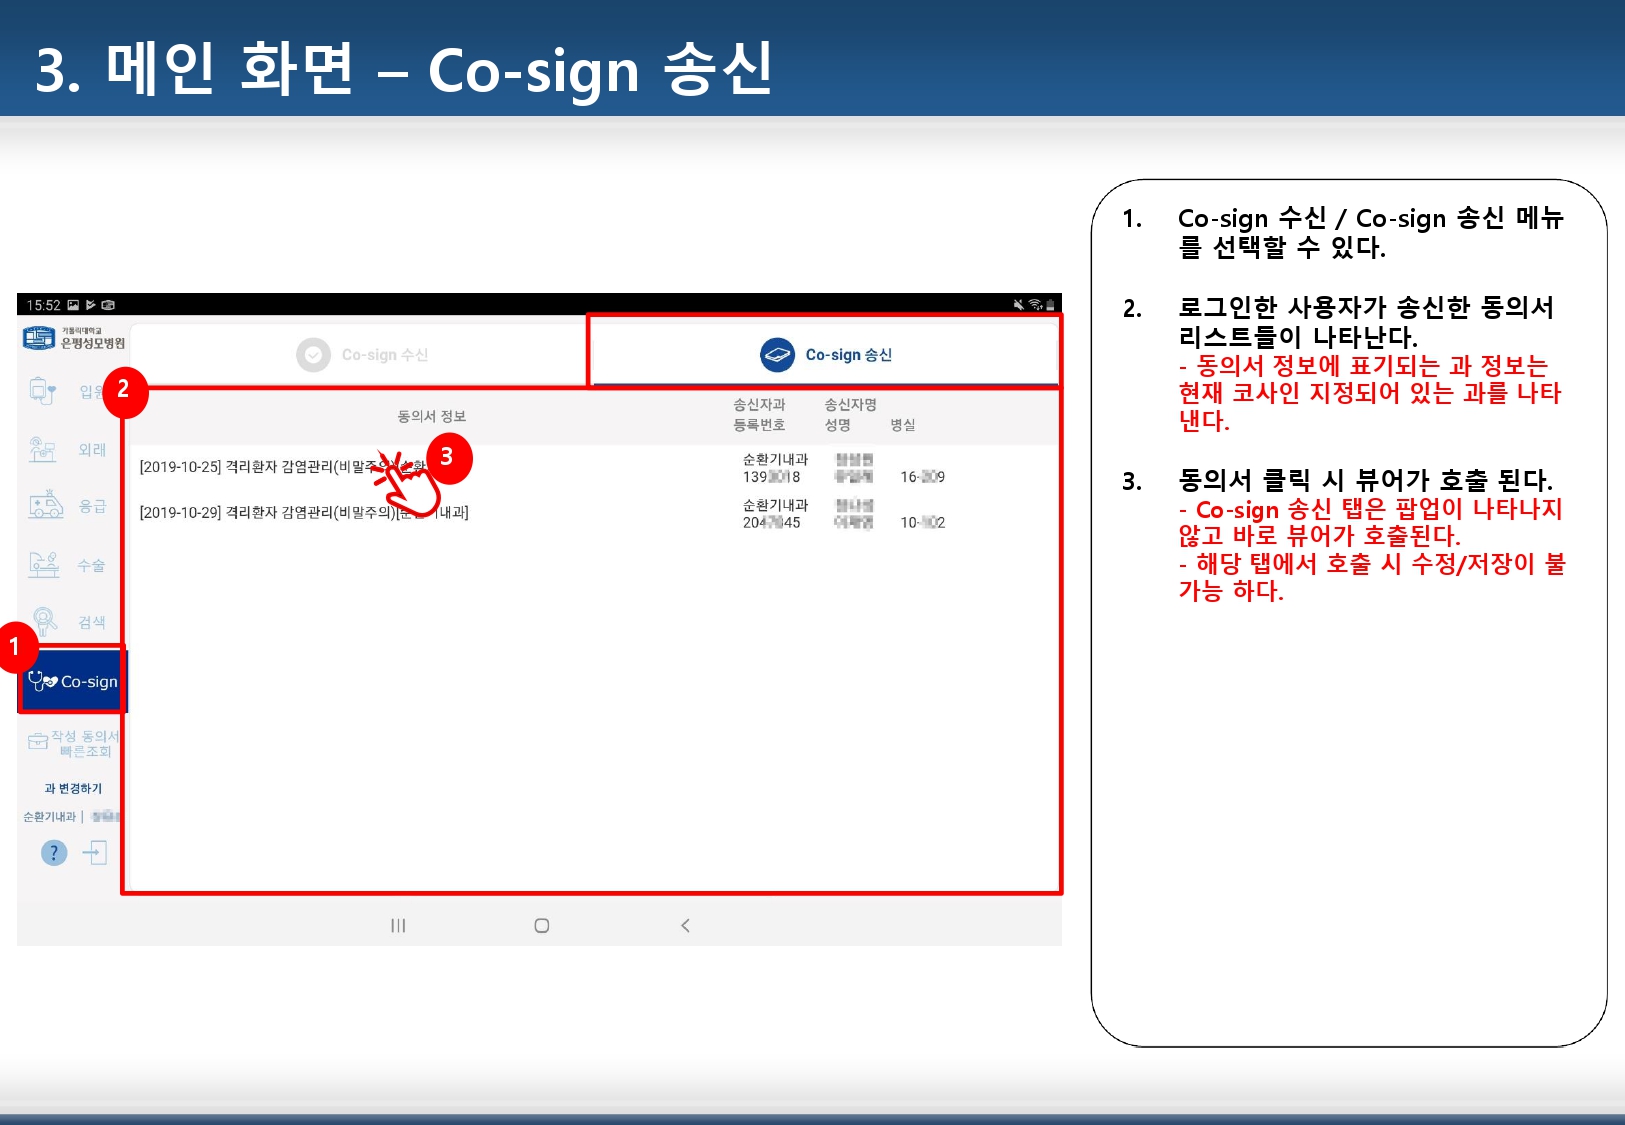 3. 메인 화면 – Co-sign 송신
15:52
가톨릭대학교
은평성모병원
Co-sign 수신
Co-sign 송신
2
입원
외래
응급
수술
검색
1
Co-sign
작성 동의서
빠른조회
과 변경하기
순환기내과 |
?
동의서 정보
송신자과 송신자명
등록번호 성명 병실
3
[2019-10-25] 격리환자 감염관리(비말주의)[순환
순환기내과
139 8 16- 9
[2019-10-29] 격리환자 감염관리(비말주의)[순환기내과]
순환기내과
204 45 10- 2
1. Co-sign 수신 / Co-sign 송신 메뉴
를 선택할 수 있다.
2. 로그인한 사용자가 송신한 동의서
리스트들이 나타난다.
- 동의서 정보에 표기되는 과 정보는
현재 코사인 지정되어 있는 과를 나타
낸다.
3. 동의서 클릭 시 뷰어가 호출 된다.
- Co-sign 송신 탭은 팝업이 나타나지
않고 바로 뷰어가 호출된다.
- 해당 탭에서 호출 시 수정/저장이 불
가능 하다.